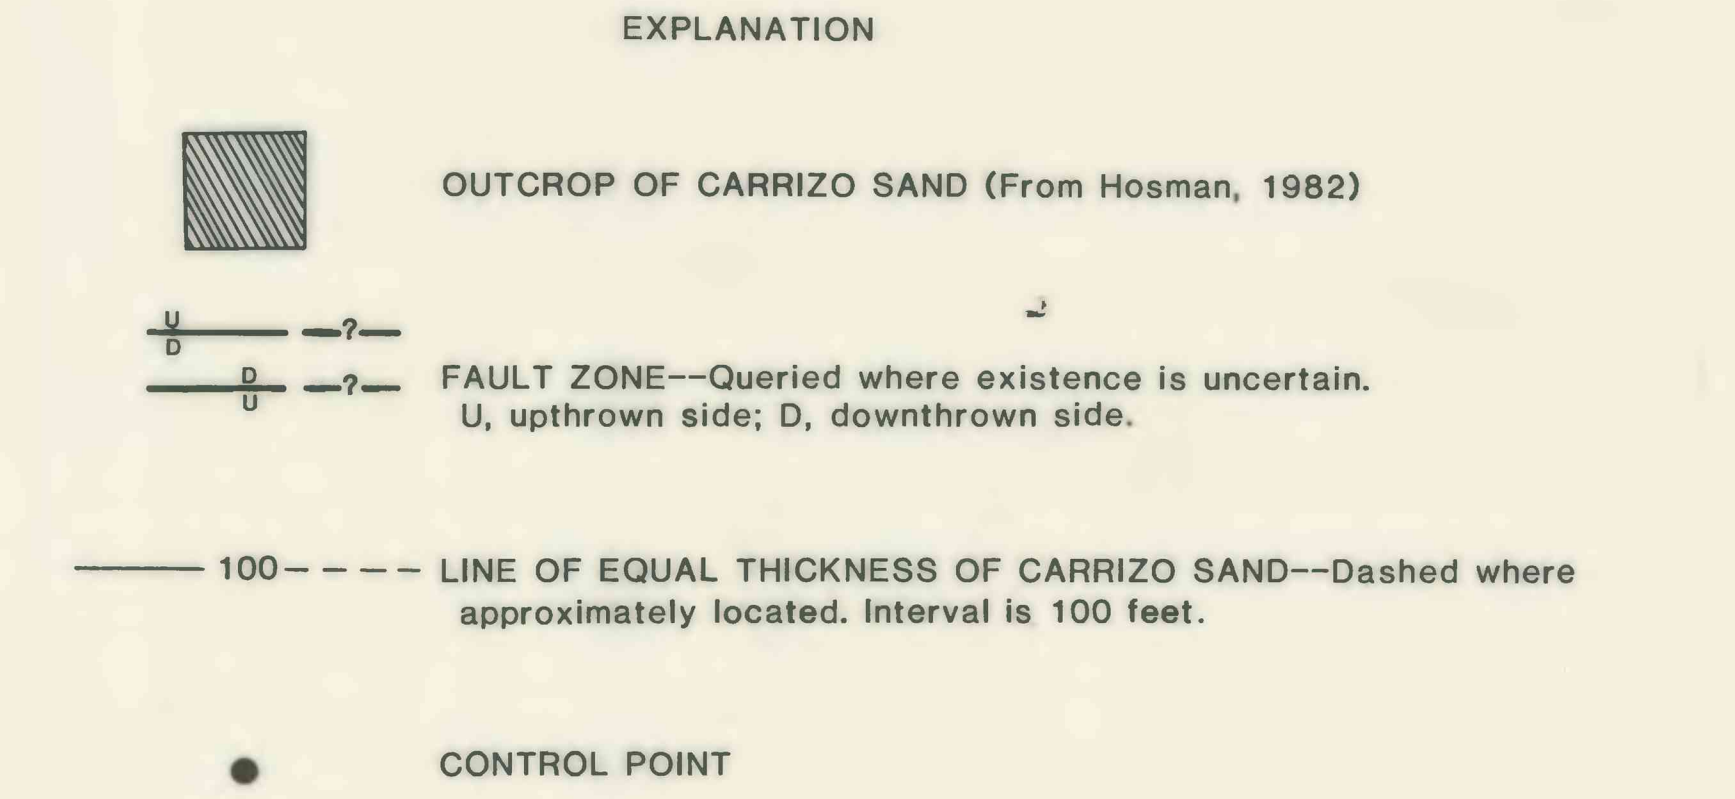 EXPLANATION
OUTCROP OF CARRIZO SAND (From Hosman, 1982)
U
D
?
D
U
?
FAULT ZONE--Queried where existence is uncertain.
U, upthrown side; D, downthrown side.
100
LINE OF EQUAL THICKNESS OF CARRIZO SAND--Dashed where
approximately located. Interval is 100 feet.
CONTROL POINT